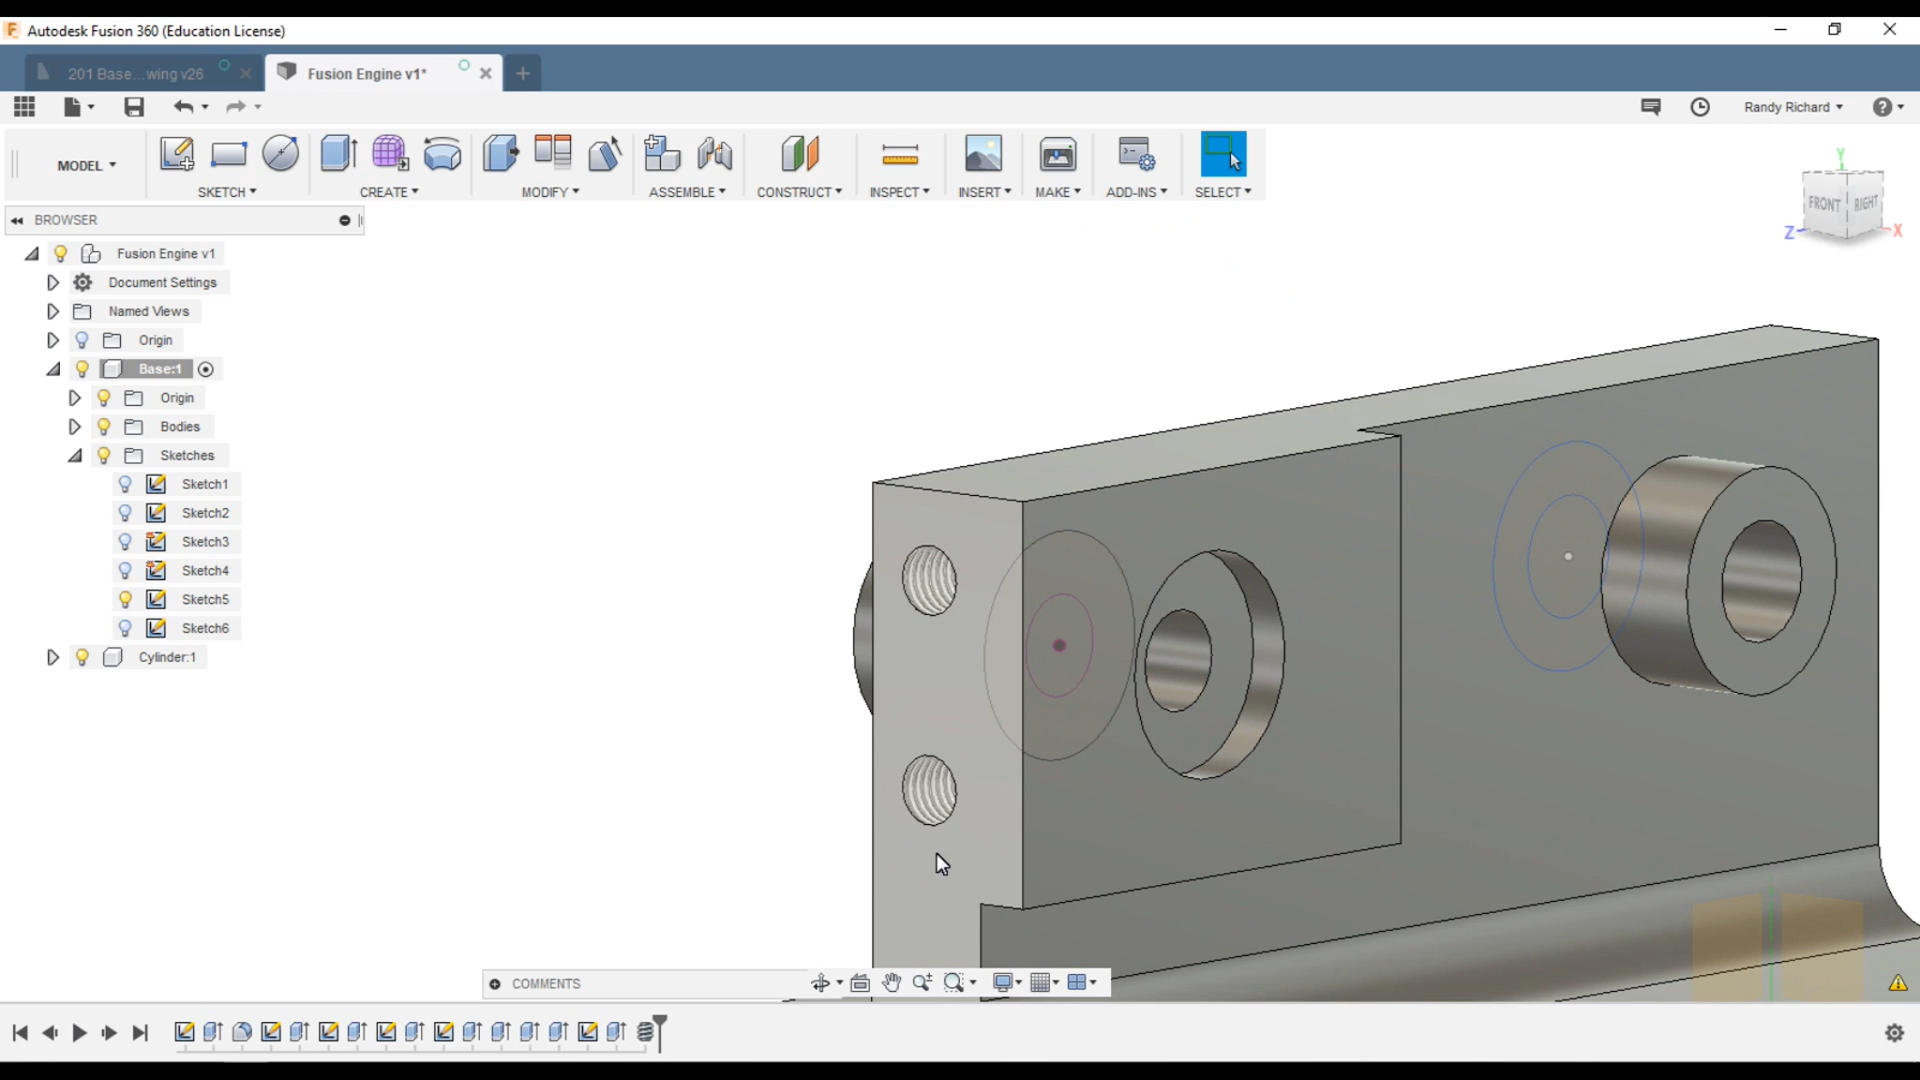 Autodesk Fusion 360 (Education License)
201 Base...wing v26
Fusion Engine v1*
Randy Richard
MODEL
SKETCH
CREATE
MODIFY
ASSEMBLE
CONSTRUCT
INSPECT
INSERT
MAKE
ADD-INS
SELECT
Y
FRONT
RIGHT
Z
X
BROWSER
Fusion Engine v1
Document Settings
Named Views
Origin
Base:1
Origin
Bodies
Sketches
Sketch1
Sketch2
Sketch3
Sketch4
Sketch5
Sketch6
Cylinder:1
COMMENTS